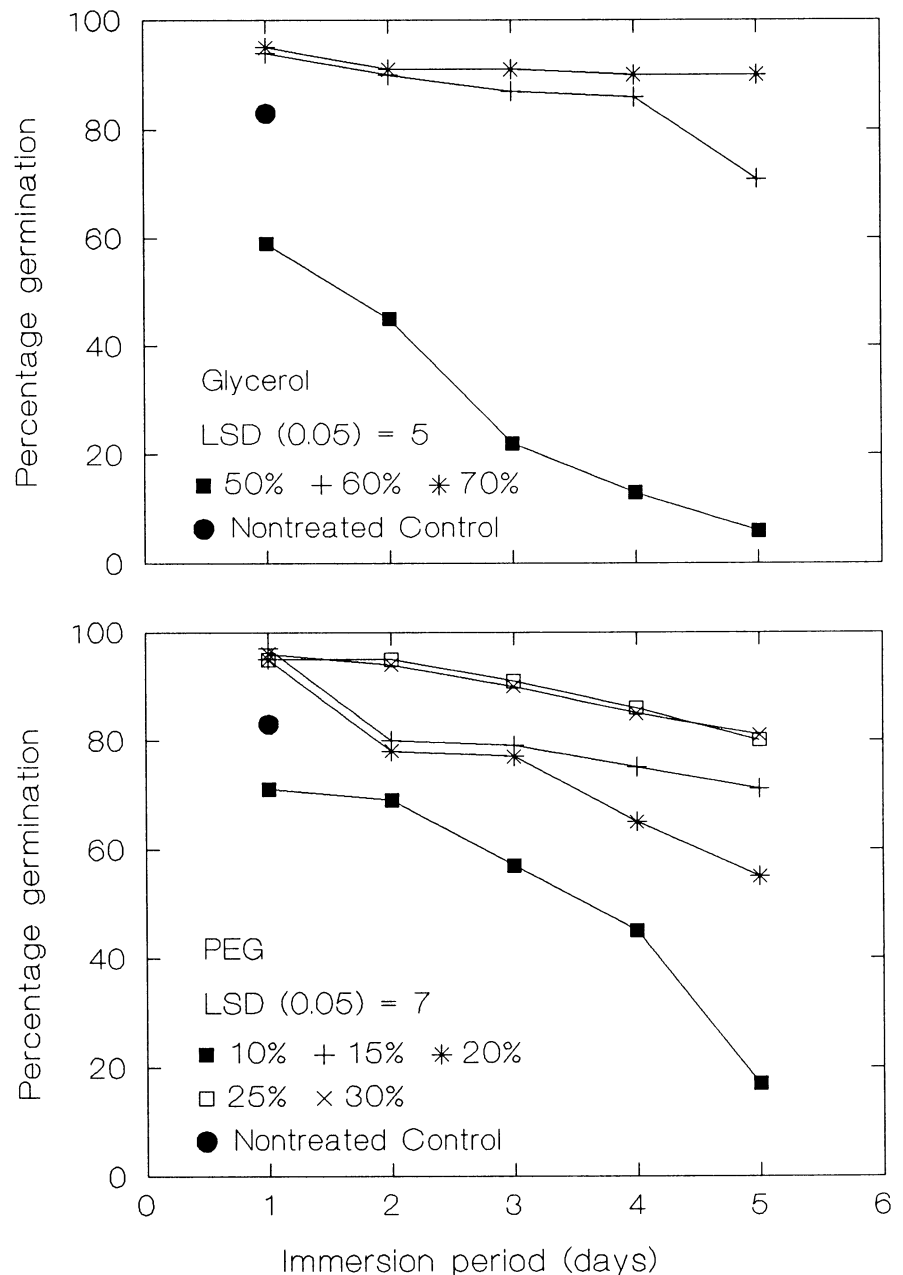 100
80
60
40
20
0
Percentage germination
Glycerol
LSD (0.05) = 5
■ 50% + 60% ✳ 70%
● Nontreated Control
100
80
60
40
20
0
Percentage germination
PEG
LSD (0.05) = 7
■ 10% + 15% ✳ 20%
□ 25% × 30%
● Nontreated Control
0 1 2 3 4 5 6
Immersion period (days)